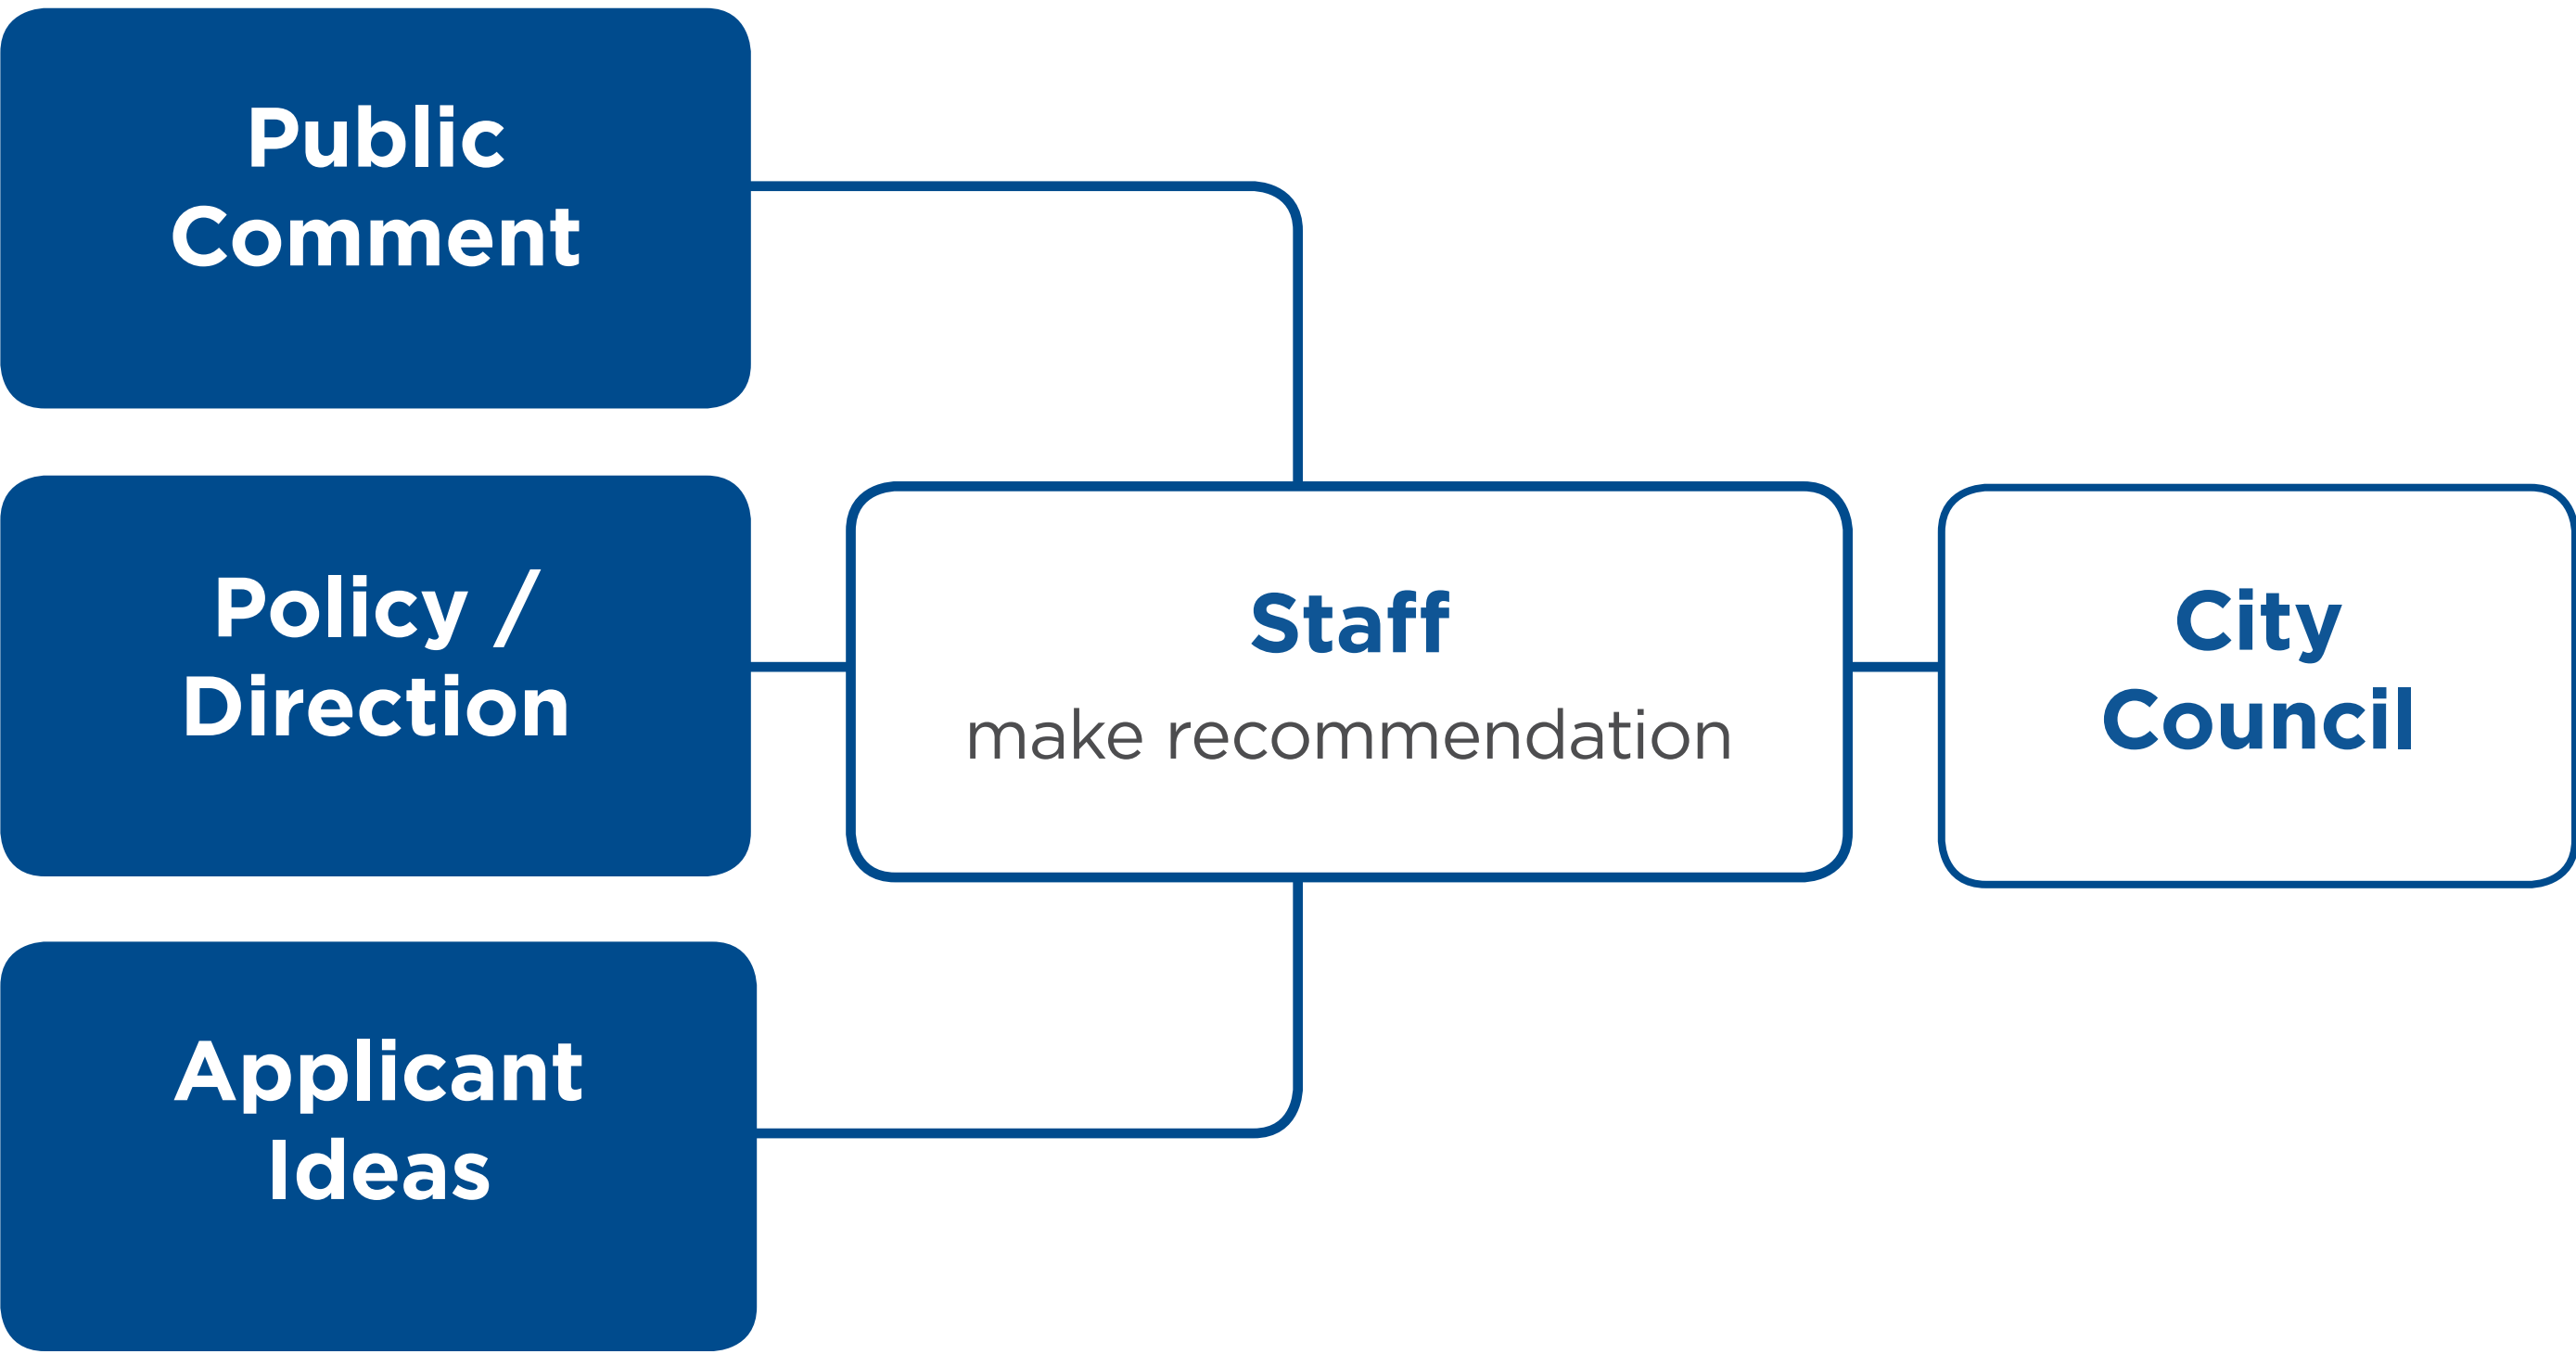 Public
Comment
Policy /
Direction
Staff
make recommendation
City
Council
Applicant
Ideas